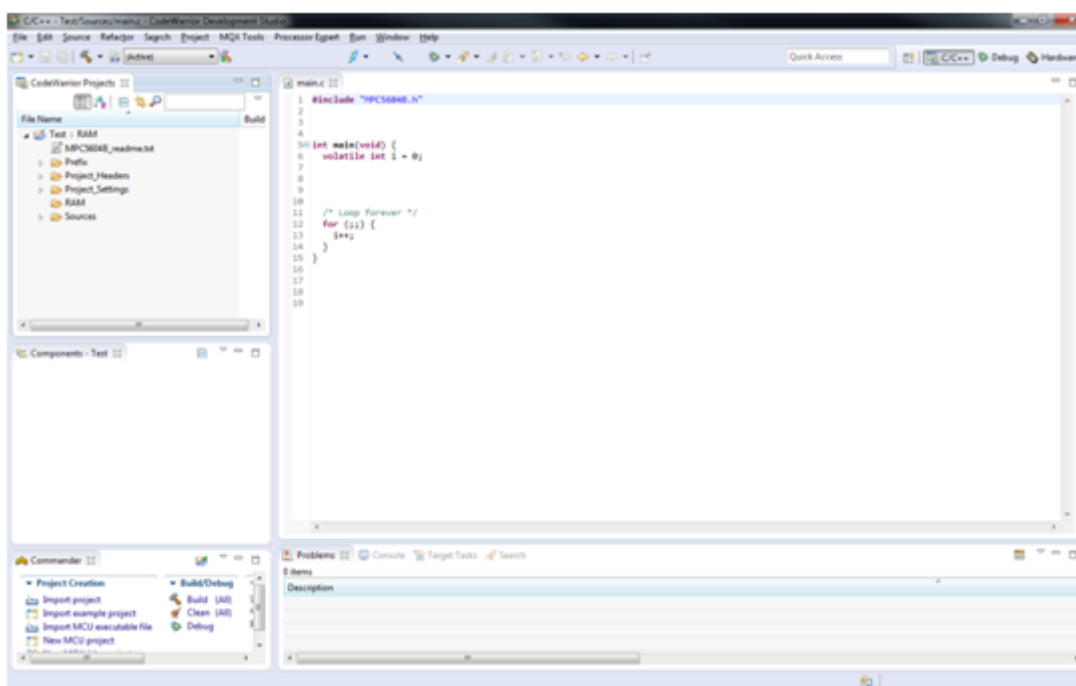 C/C++ - Test/Sources/main.c - CodeWarrior Development Studio
File Edit Source Refactor Search Project MQX Tools Processor Expert Run Window Help
(Active)
Quick Access
C/C++ Debug Hardware
CodeWarrior Projects
File Name Build
Test : RAM
MPC5604B_readme.txt
Prefix
Project_Headers
Project_Settings
RAM
Sources
main.c
1 #include "MPC5604B.h"
2
3
4
5 int main(void) {
6 volatile int i = 0;
7
8
9
10
11 /* Loop forever */
12 for (;;) {
13 i++;
14 }
15 }
16
17
18
19
Components - Test
Commander
Project Creation
Import project
Import example project
Import MCU executable file
New MCU project
Build/Debug
Build (All)
Clean (All)
Debug
Problems Console Target Tasks Search
0 items
Description